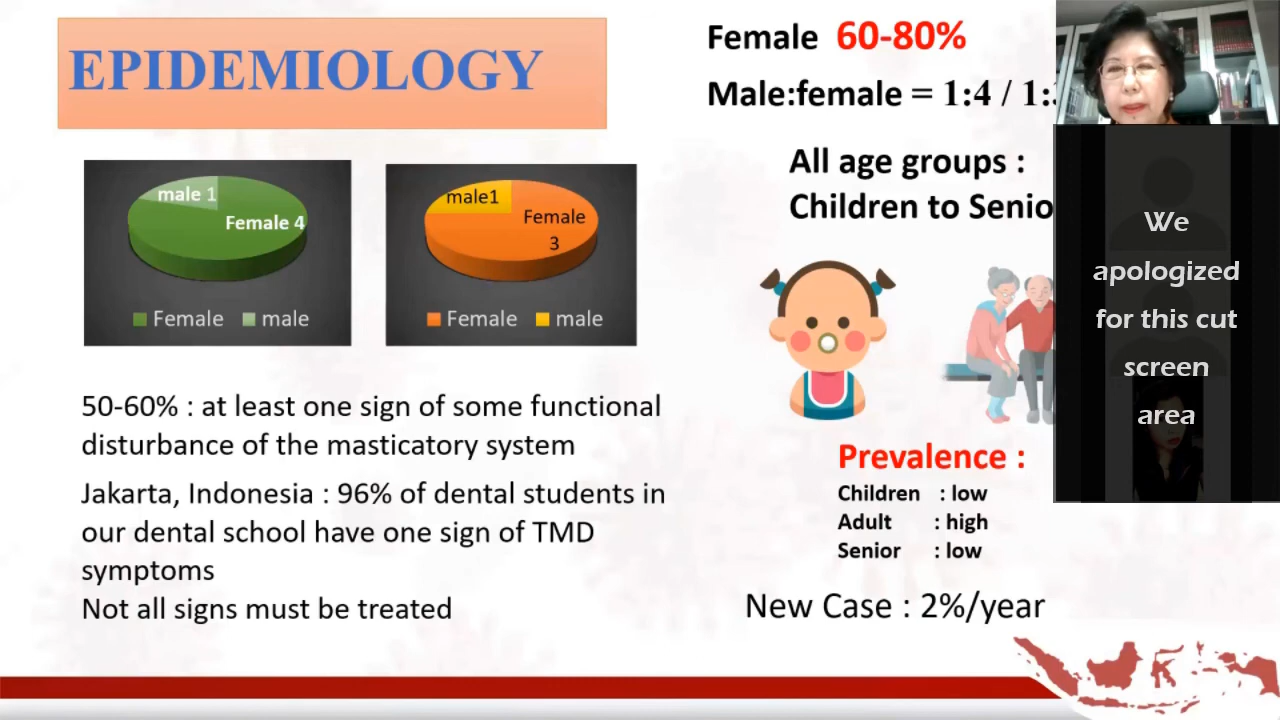 EPIDEMIOLOGY
Female 60-80%
Male:female = 1:4 / 1:
All age groups :
Children to Senio
male 1
Female 4
Female male
male1
Female
3
Female male
50-60% : at least one sign of some functional
disturbance of the masticatory system
Jakarta, Indonesia : 96% of dental students in
our dental school have one sign of TMD
symptoms
Not all signs must be treated
Prevalence :
Children : low
Adult : high
Senior : low
New Case : 2%/year
We
apologized
for this cut
screen
area